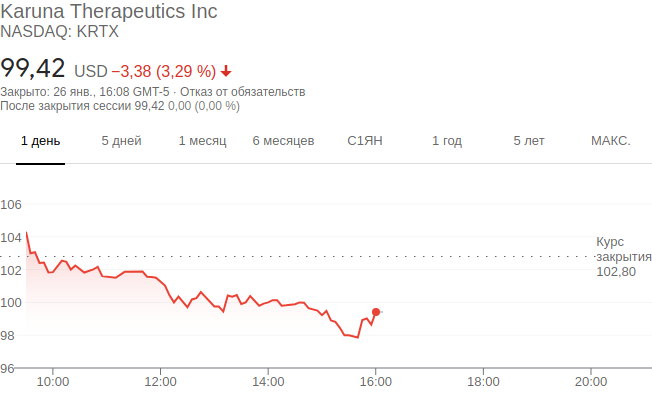 Karuna Therapeutics Inc
NASDAQ: KRTX
99,42 USD −3,38 (3,29 %)
Закрыто: 26 янв., 16:08 GMT-5 · Отказ от обязательств
После закрытия сессии 99,42 0,00 (0,00 %)
1 день 5 дней 1 месяц 6 месяцев С1ЯН 1 год 5 лет МАКС.
106
104
Курс
закрытия
102
102,80
100
98
96
10:00 12:00 14:00 16:00 18:00 20:00